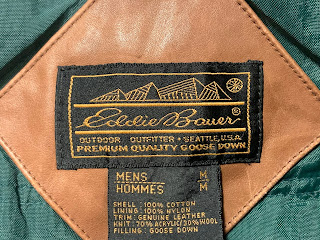 Eddie Bauer®
OUTDOOR OUTFITTER • SEATTLE, U.S.A.
PREMIUM QUALITY GOOSE DOWN
MENS M
HOMMES M
SHELL: 100% COTTON
LINING: 100% NYLON
TRIM: GENUINE LEATHER
KNIT: 70% ACRYLIC/30% WOOL
FILLING: GOOSE DOWN